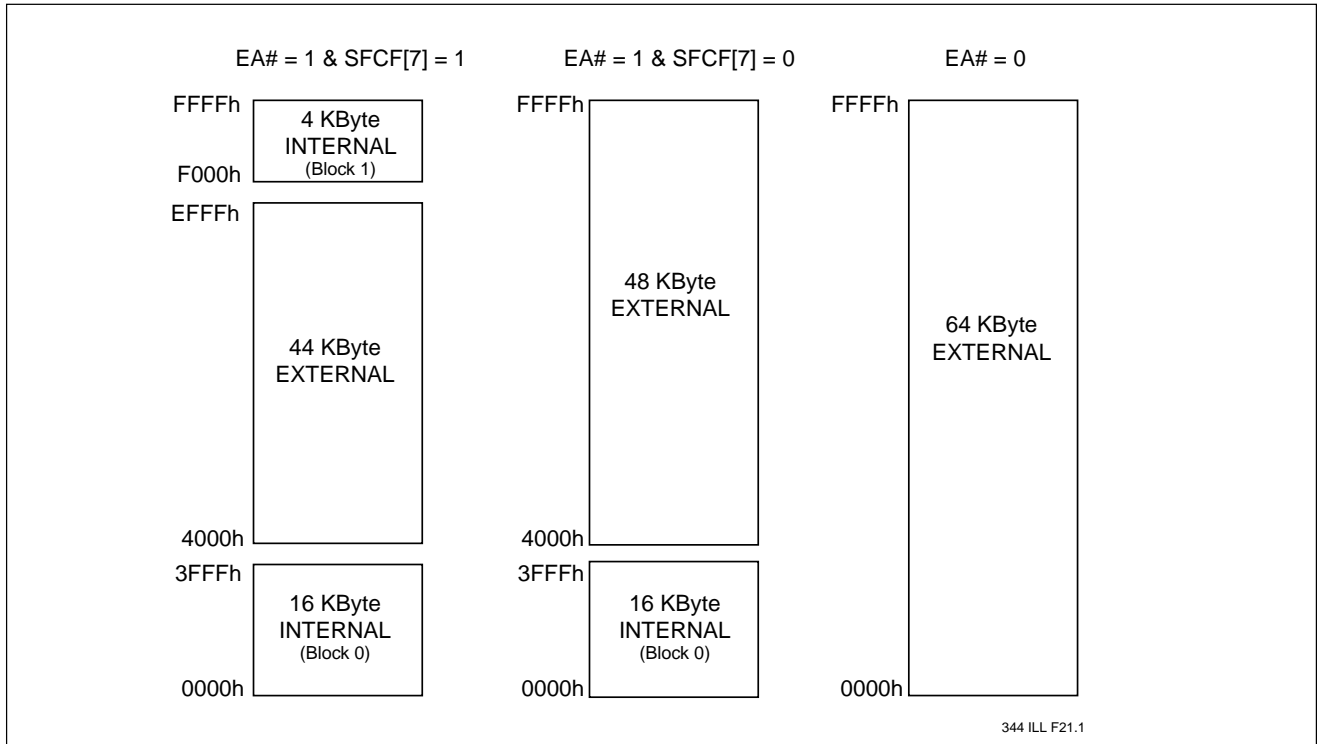 EA# = 1 & SFCF[7] = 1
FFFFh
4 KByte
INTERNAL
(Block 1)
F000h
EFFFh
44 KByte
EXTERNAL
4000h
3FFFh
16 KByte
INTERNAL
(Block 0)
0000h
EA# = 1 & SFCF[7] = 0
FFFFh
48 KByte
EXTERNAL
4000h
3FFFh
16 KByte
INTERNAL
(Block 0)
0000h
EA# = 0
FFFFh
64 KByte
EXTERNAL
0000h
344 ILL F21.1